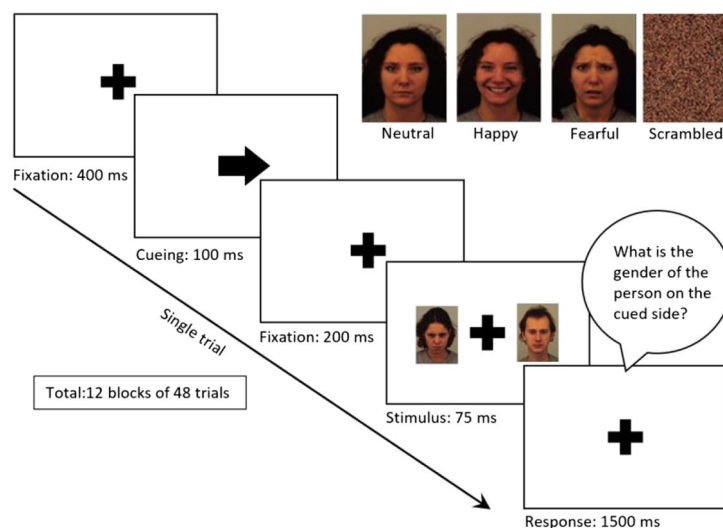 Neutral
Happy
Fearful
Scrambled
Fixation: 400 ms
Cueing: 100 ms
Fixation: 200 ms
What is the
gender of the
person on the
cued side?
Single trial
Total:12 blocks of 48 trials
Stimulus: 75 ms
Response: 1500 ms